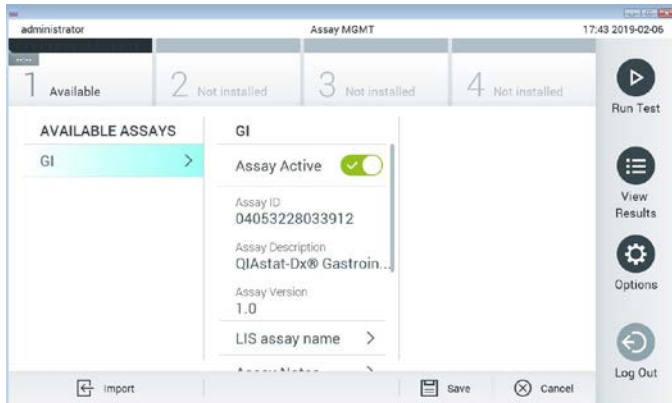 administrator Assay MGMT 17:43 2019-02-06
1 Available 2 Not installed 3 Not installed 4 Not installed
Run Test
AVAILABLE ASSAYS
GI
GI
Assay Active
Assay ID
04053228033912
Assay Description
QIAstat-Dx® Gastroin...
Assay Version
1.0
LIS assay name
View
Results
Options
Log Out
Import Save Cancel